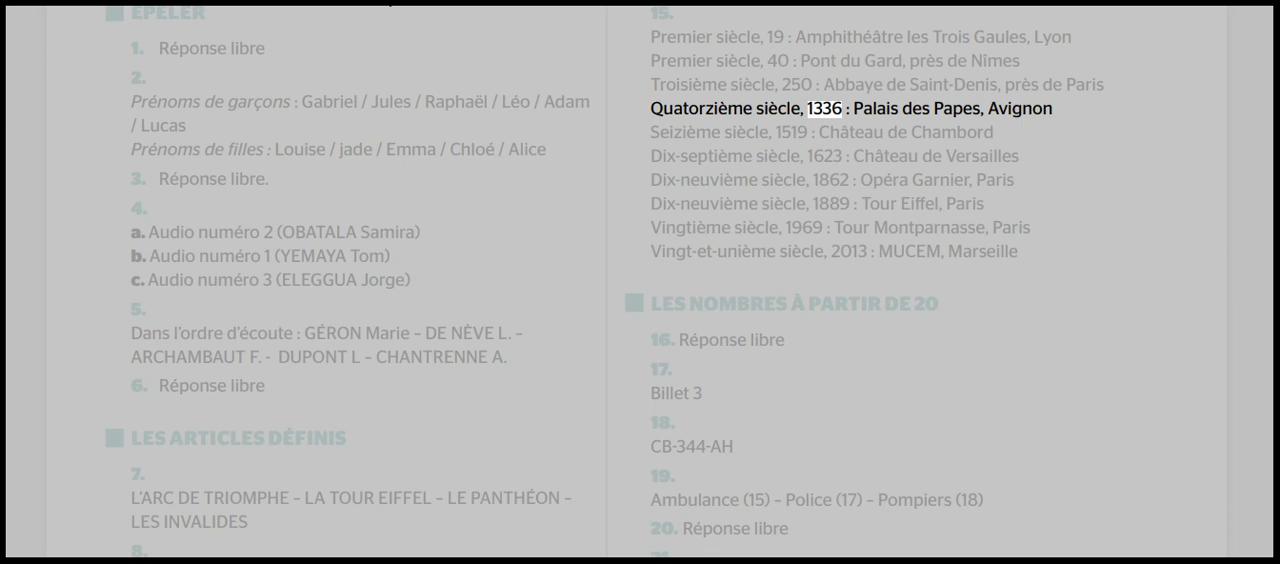 ÉPELER
1. Réponse libre
2.
Prénoms de garçons : Gabriel / Jules / Raphaël / Léo / Adam
/ Lucas
Prénoms de filles : Louise / jade / Emma / Chloé / Alice
3. Réponse libre.
4.
a. Audio numéro 2 (OBATALA Samira)
b. Audio numéro 1 (YEMAYA Tom)
c. Audio numéro 3 (ELEGGUA Jorge)
5.
Dans l'ordre d'écoute : GÉRON Marie – DE NÈVE L. –
ARCHAMBAUT F. - DUPONT L – CHANTRENNE A.
6. Réponse libre
LES ARTICLES DÉFINIS
7.
L'ARC DE TRIOMPHE – LA TOUR EIFFEL – LE PANTHÉON –
LES INVALIDES
8.
15.
Premier siècle, 19 : Amphithéâtre les Trois Gaules, Lyon
Premier siècle, 40 : Pont du Gard, près de Nîmes
Troisième siècle, 250 : Abbaye de Saint-Denis, près de Paris
Quatorzième siècle, 1336 : Palais des Papes, Avignon
Seizième siècle, 1519 : Château de Chambord
Dix-septième siècle, 1623 : Château de Versailles
Dix-neuvième siècle, 1862 : Opéra Garnier, Paris
Dix-neuvième siècle, 1889 : Tour Eiffel, Paris
Vingtième siècle, 1969 : Tour Montparnasse, Paris
Vingt-et-unième siècle, 2013 : MUCEM, Marseille
LES NOMBRES À PARTIR DE 20
16. Réponse libre
17.
Billet 3
18.
CB-344-AH
19.
Ambulance (15) – Police (17) – Pompiers (18)
20. Réponse libre